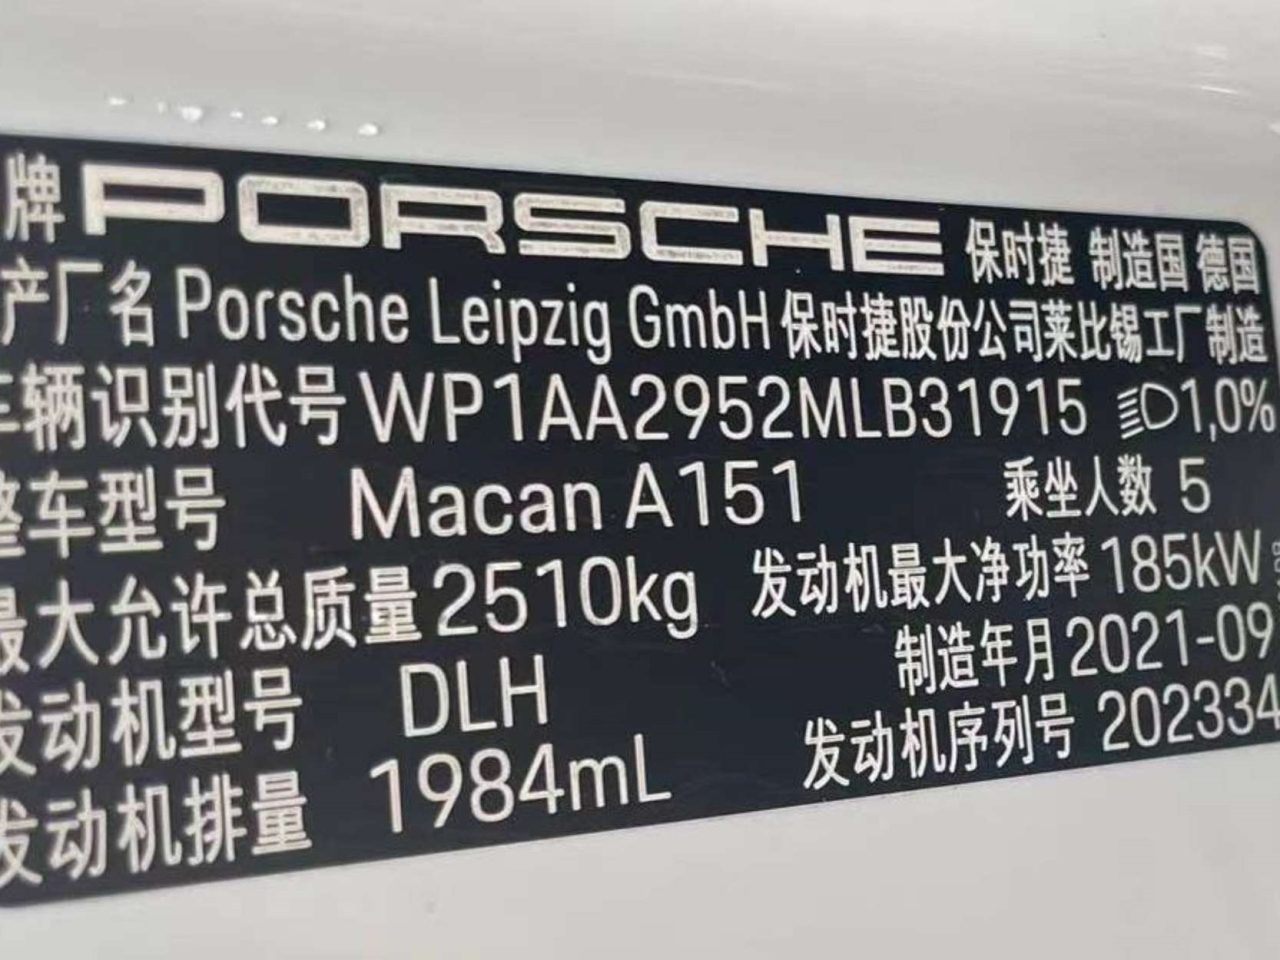 牌 PORSCHE 保时捷 制造国 德国
产厂名 Porsche Leipzig GmbH 保时捷股份公司莱比锡工厂制造
车辆识别代号 WP1AA2952MLB31915 1,0%
整车型号 Macan A151 乘坐人数 5
最大允许总质量 2510kg 发动机最大净功率 185kW
发动机型号 DLH 制造年月 2021-09
发动机排量 1984mL 发动机序列号 202334